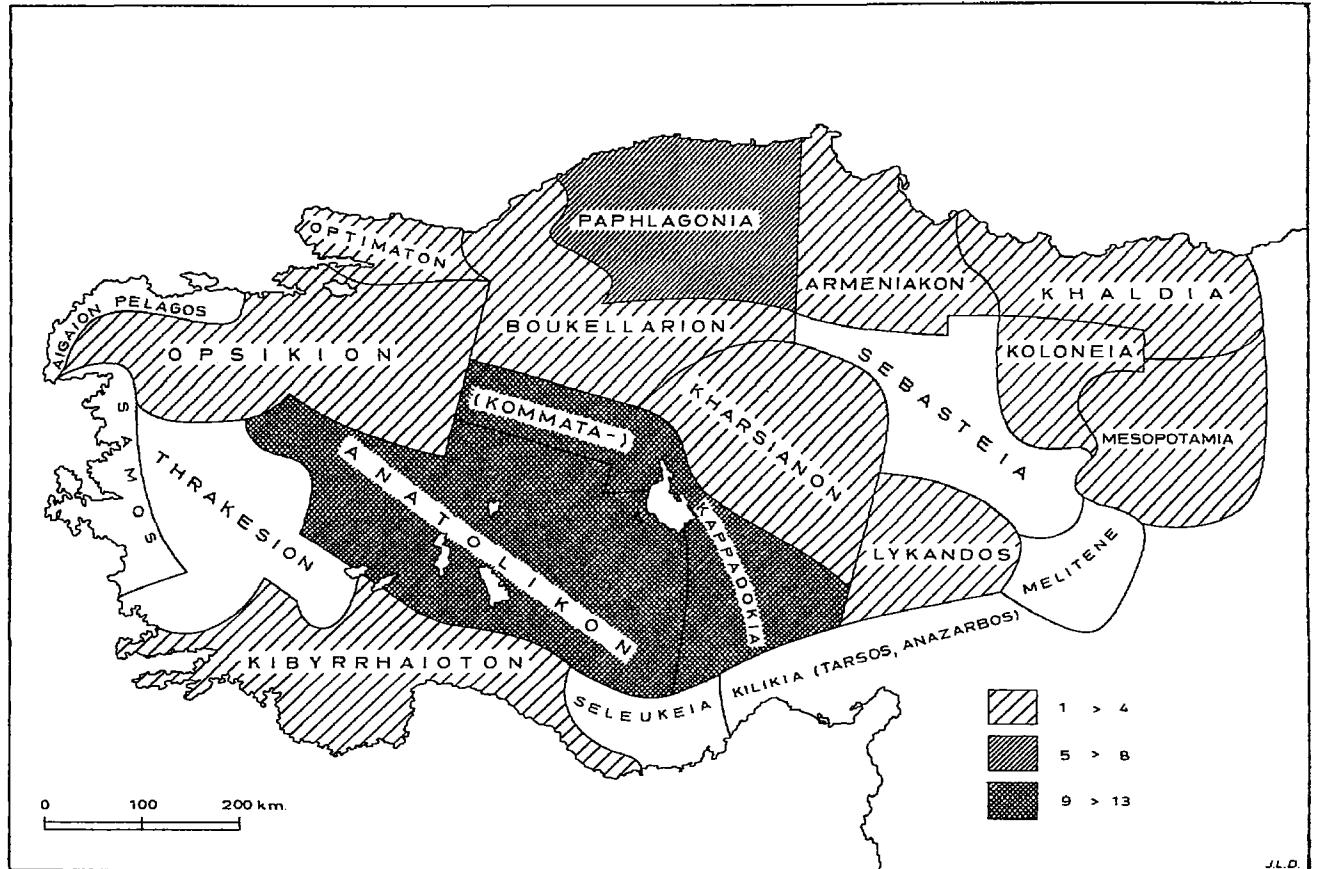 PAPHLAGONIA
OPTIMATON
ARMENIAKON
KHALDIA
AIGAION PELAGOS
BOUKELLARION
OPSIKION
KOLONEIA
SEBASTEIA
(KOMMATA-)
KHARSIANON
MESOPOTAMIA
SAMOS
THRAKESION
ANATOLIKON
KAPPADOKIA
LYKANDOS
MELITENE
KIBYRRHAIOTON
SELEUKEIA
KILIKIA (TARSOS, ANAZARBOS)
1 > 4
5 > 8
9 > 13
0 100 200 km.
J.L.D.